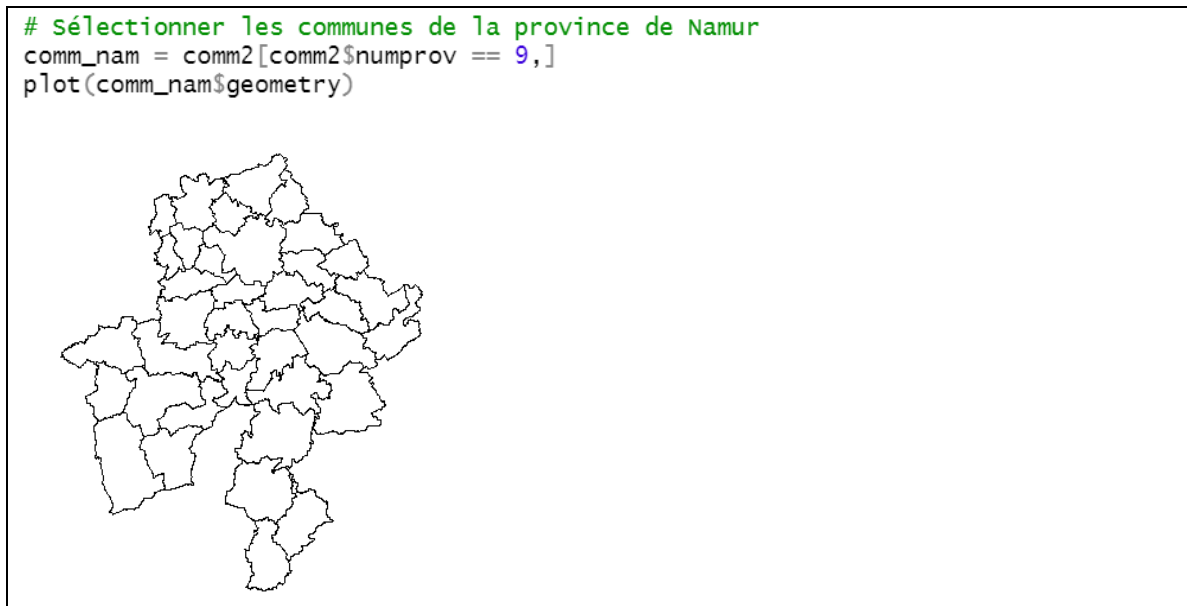 # Sélectionner les communes de la province de Namur
comm_nam = comm2[comm2$numprov == 9,]
plot(comm_nam$geometry)